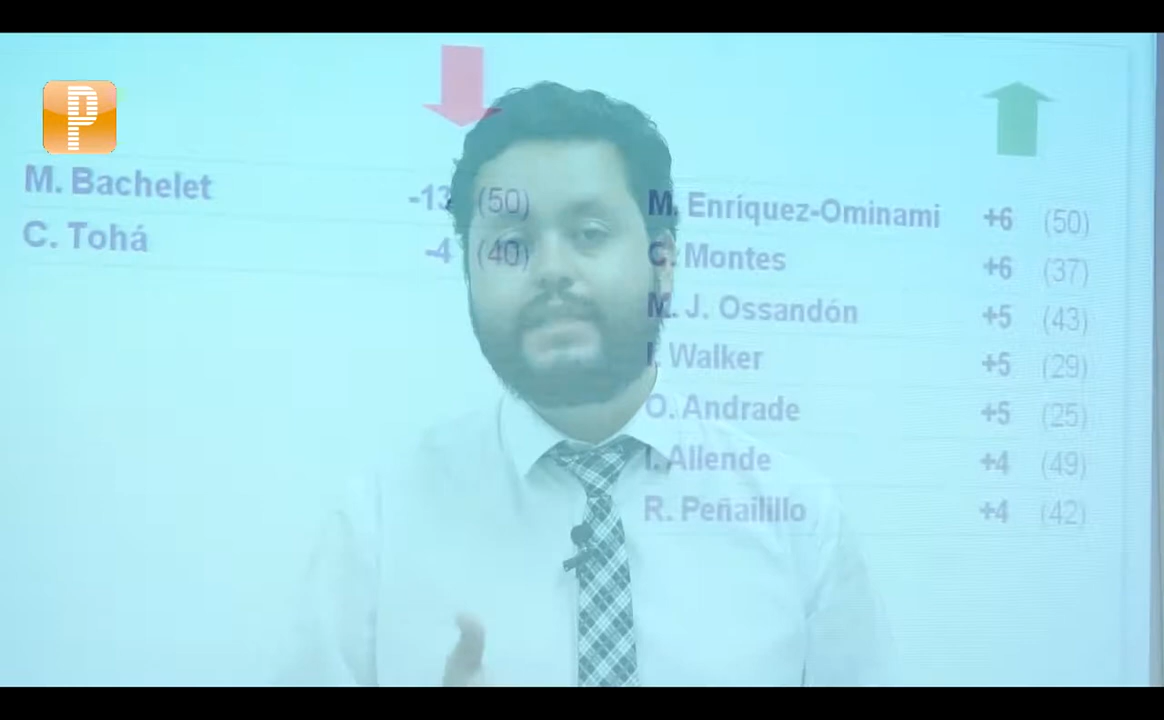 P
M. Bachelet -13 (50)
C. Tohá -4 (40)
M. Enríquez-Ominami +6 (50)
C. Montes +6 (37)
M. J. Ossandón +5 (43)
I. Walker +5 (29)
O. Andrade +5 (25)
I. Allende +4 (49)
R. Peñailillo +4 (42)